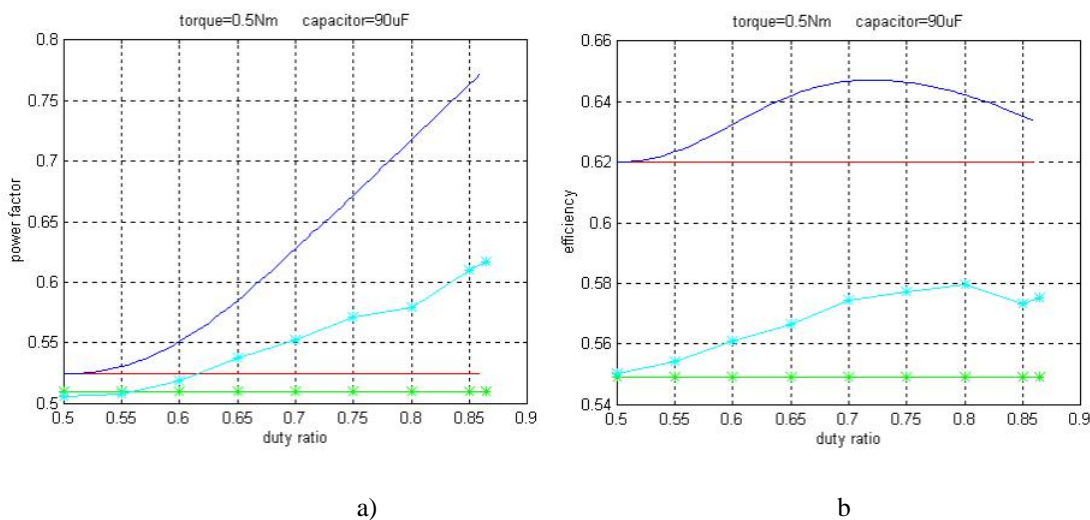 torque=0.5Nm capacitor=90uF
0.8
0.75
0.7
0.65
0.6
0.55
0.5
power factor
0.5 0.55 0.6 0.65 0.7 0.75 0.8 0.85 0.9
duty ratio
a)
torque=0.5Nm capacitor=90uF
0.66
0.64
0.62
0.6
0.58
0.56
0.54
efficiency
0.5 0.55 0.6 0.65 0.7 0.75 0.8 0.85 0.9
duty ratio
b